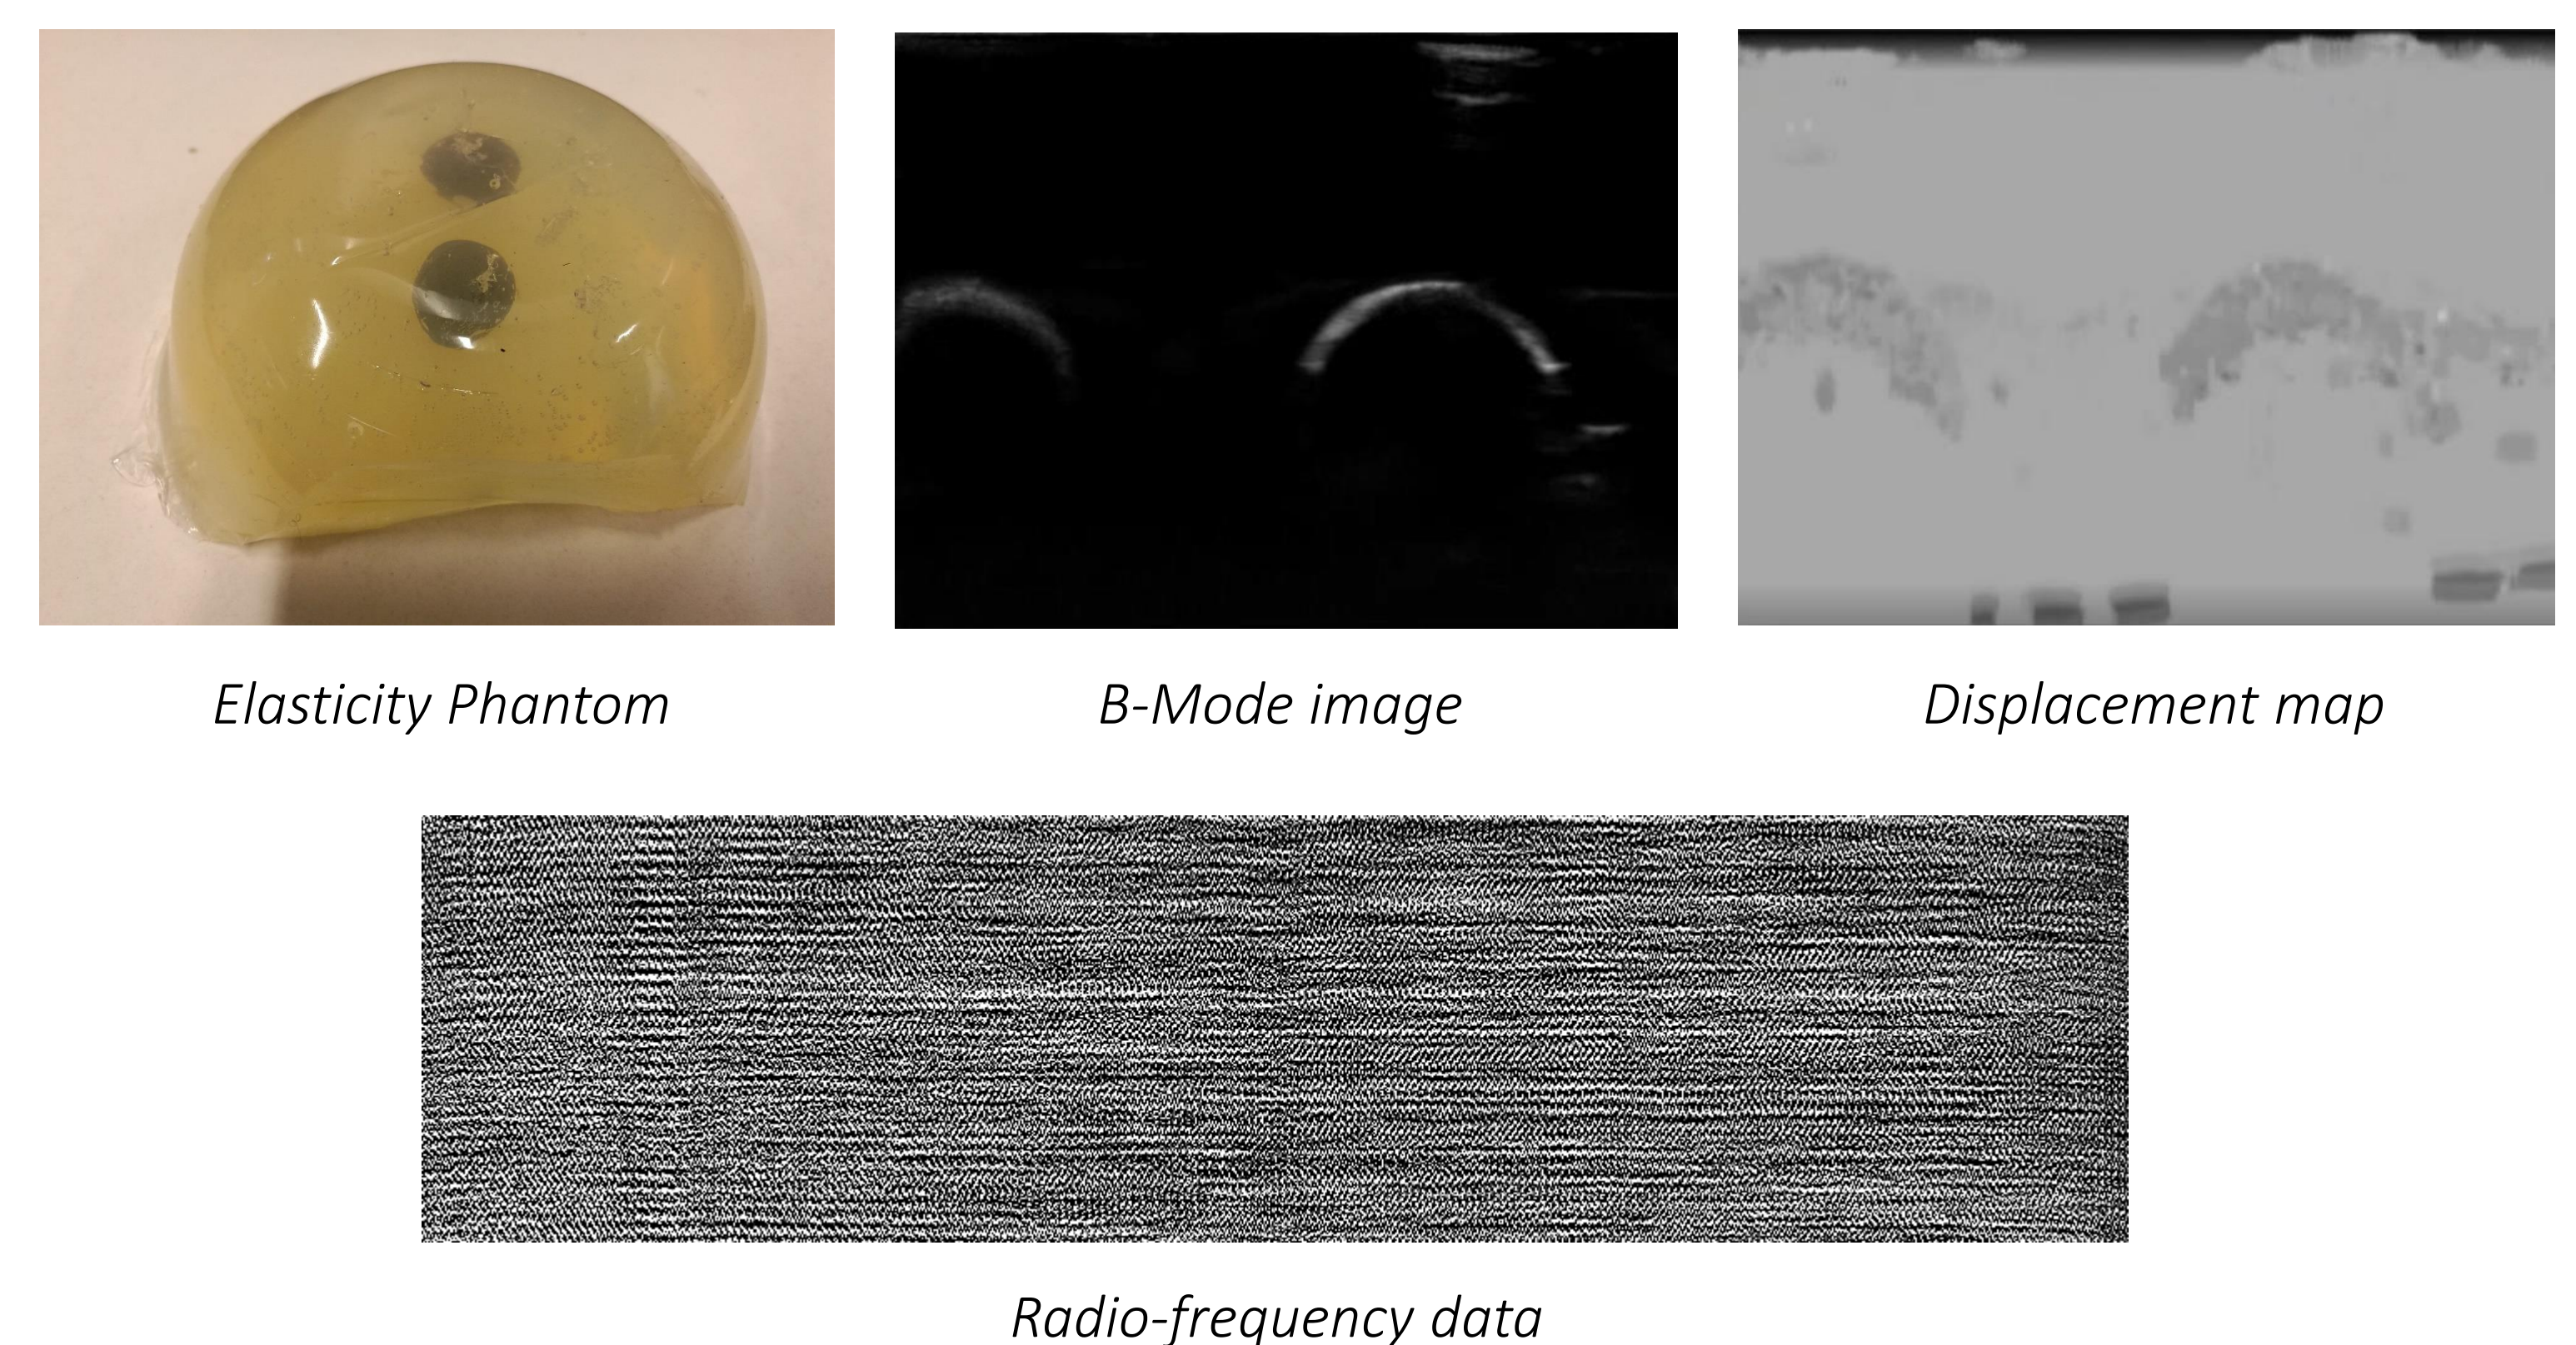 Elasticity Phantom
B-Mode image
Displacement map
Radio-frequency data